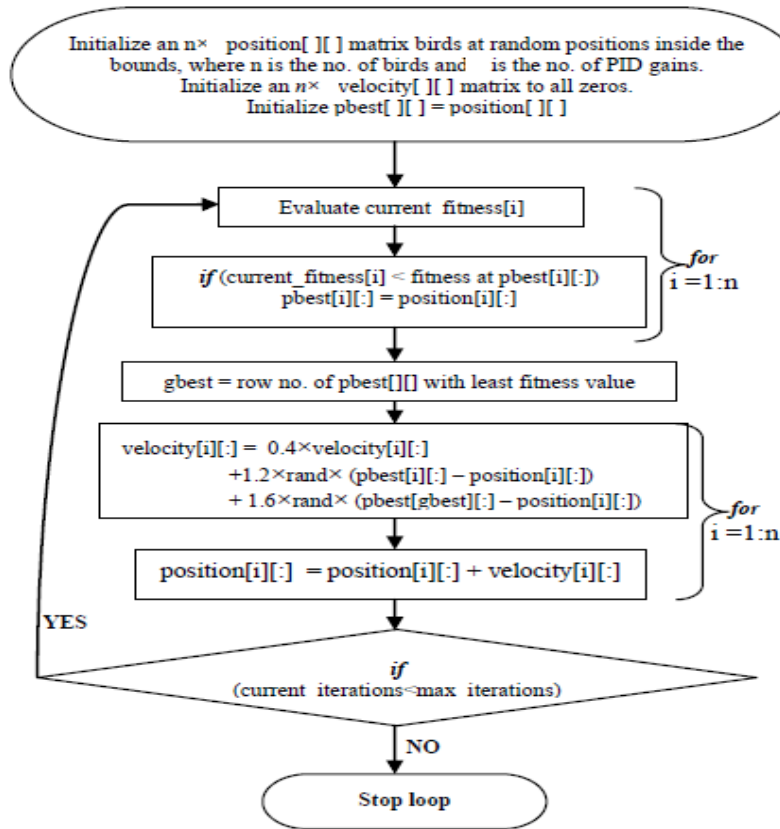 Initialize an n× position[ ][ ] matrix birds at random positions inside the
bounds, where n is the no. of birds and is the no. of PID gains.
Initialize an n× velocity[ ][ ] matrix to all zeros.
Initialize pbest[ ][ ] = position[ ][ ]
Evaluate current fitness[i]
if (current_fitness[i] < fitness at pbest[i][:])
pbest[i][:] = position[i][:]
for
i =1:n
gbest = row no. of pbest[][] with least fitness value
velocity[i][:] = 0.4×velocity[i][:]
+1.2×rand× (pbest[i][:] – position[i][:])
+ 1.6×rand× (pbest[gbest][:] – position[i][:])
for
i =1:n
position[i][:] = position[i][:] + velocity[i][:]
YES
if
(current iterations<max iterations)
NO
Stop loop